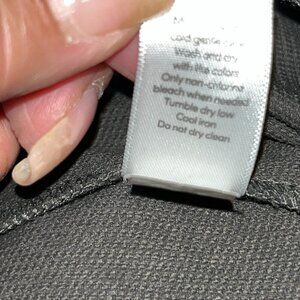 cold gentle
Wash and dry
with like colors
Only non-chlorine
bleach when needed
Tumble dry low
Cool iron
Do not dry clean